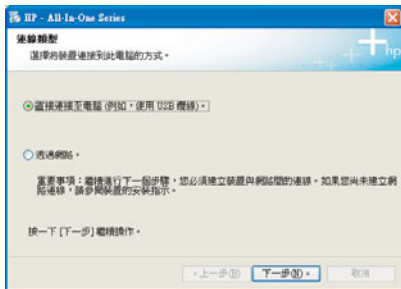 HP - All-In-One Series
連線類型
選擇將裝置連接到此電腦的方式。
hp
直接連接至電腦 (例如，使用 USB 纜線)。
透過網路。
重要事項：繼續進行下一個步驟，您必須建立裝置與網路間的連線。如果您尚未建立網
路連線，請參閱裝置的安裝指示。
按一下 [下一步] 繼續操作。
<上一步(B) 下一步(N)> 取消